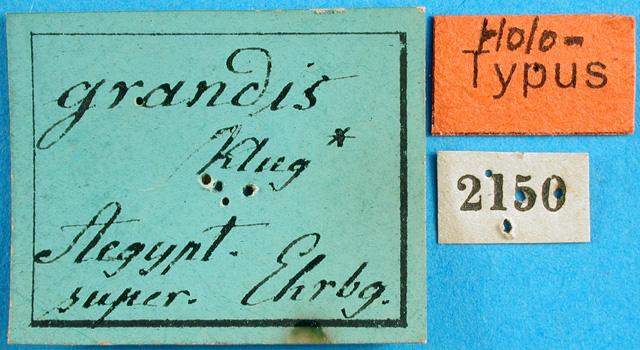 grandis
Klug *
Aegypt.
super. Ehrbg.
Holo-
Typus
2150